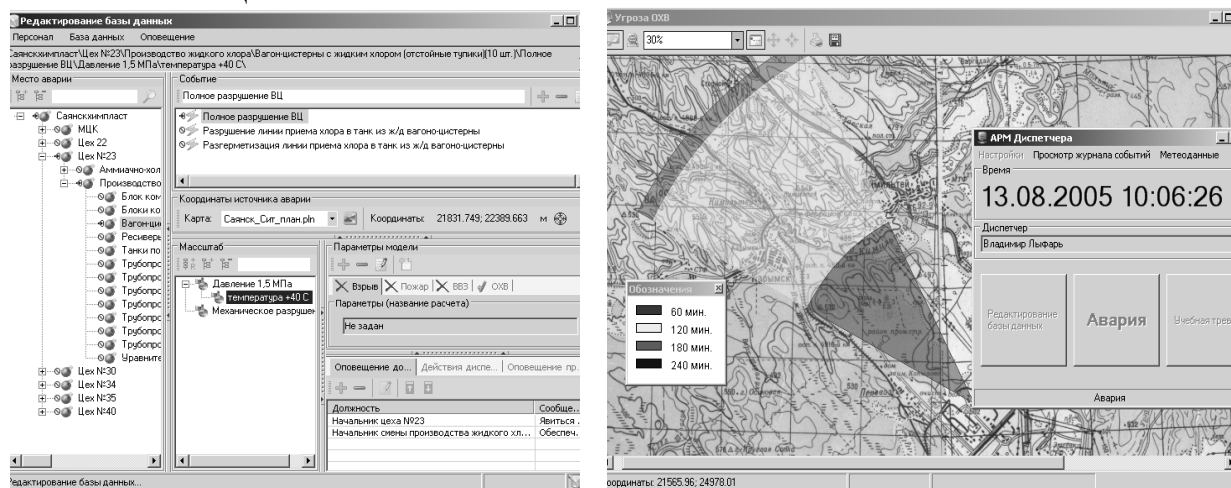 Редактирование базы данных
Персонал База данных Оповещение
Саянскхимпласт\Цех №23\Производство жидкого хлора\Вагон-цистерны с жидким хлором (отстойные тупики)(10 шт.)\Полное
разрушение ВЦ\Давление 1,5 МПа\температура +40 С\
Место аварии
Саянскхимпласт
МЦК
Цех 22
Цех №23
Аммиачно-хол
Производство
Блок ком
Блоки ко
Вагон-ци
Ресивер
Танки по
Трубопро
Трубопро
Трубопро
Трубопро
Трубопро
Трубопро
Уравните
Цех №30
Цех №34
Цех №35
Цех №40
Событие
Полное разрушение ВЦ
Полное разрушение ВЦ
Разрушение линии приема хлора в танк из ж/д вагоно-цистерны
Разгерметизация линии приема хлора в танк из ж/д вагоно-цистерны
Координаты источника аварии
Карта: Саянск_Сит_план.pln Координаты: 21831.749; 22389.663 м
Масштаб
Давление 1,5 МПа
температура +40 С
Механическое разрушен
Параметры модели
Взрыв Пожар ВВЗ ОХВ
Параметры (название расчета)
Не задан
Оповещение до... Действия диспе... Оповещение пр.
Должность Сообще..
Начальник цеха №23 Явиться .
Начальник смены производства жидкого хл... Обеспеч.
Редактирование базы данных...
Угроза ОХВ
30%
Обозначения
60 мин.
120 мин.
180 мин.
240 мин.
АРМ Диспетчера
Настройки Просмотр журнала событий Метеоданные
Время
13.08.2005 10:06:26
Диспетчер
Владимир Лыфарь
Редактирование
базы данных
Авария
Учебная трев
Авария
оординаты: 21565.96; 24978.01